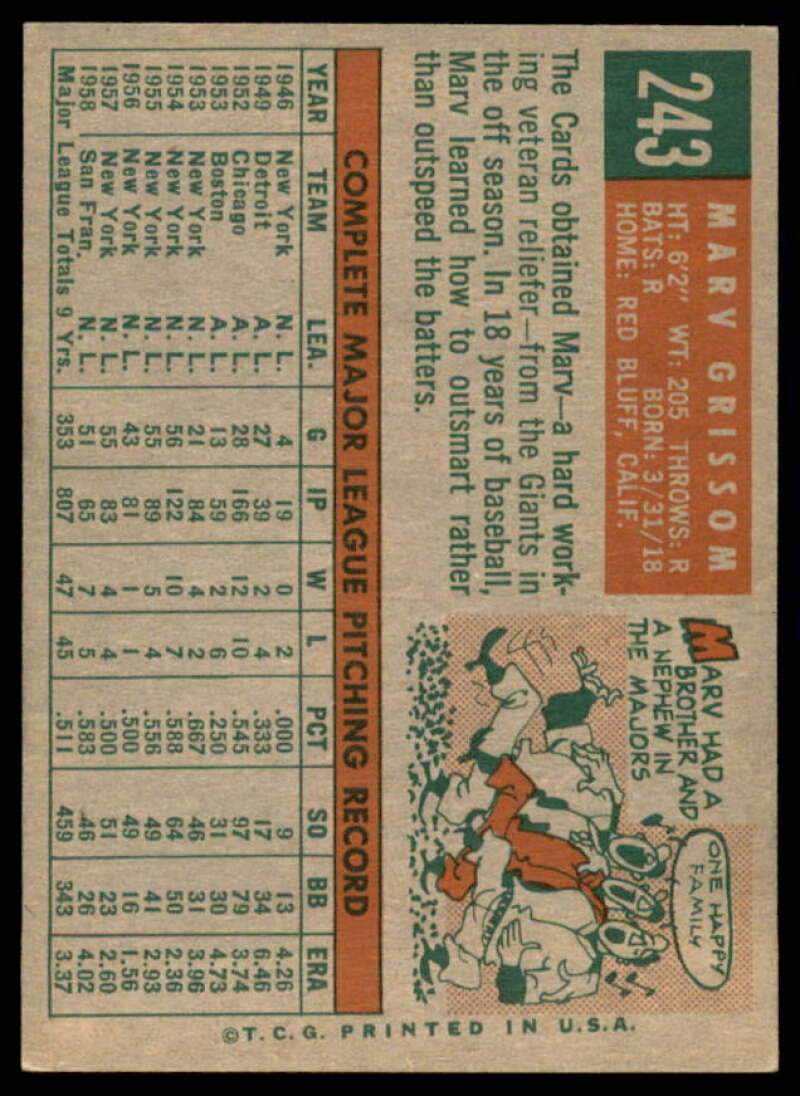 243
MARV GRISSOM
HT: 6'2" WT: 205 THROWS: R
BATS: R BORN: 3/31/18
HOME: RED BLUFF, CALIF.
The Cards obtained Marv—a hard work-
ing veteran reliefer—from the Giants in
the off season. In 18 years of baseball,
Marv learned how to outsmart rather
than outspeed the batters.
MARV HAD A
BROTHER AND
A NEPHEW IN
THE MAJORS
ONE HAPPY
FAMILY
COMPLETE MAJOR LEAGUE PITCHING RECORD
YEAR TEAM LEA. G IP W L PCT SO BB ERA
1946 New York N. L. 4 19 0 2 .000 9 13 4.26
1949 Detroit A. L. 27 39 2 4 .333 17 34 6.46
1952 Chicago A. L. 28 166 12 10 .545 97 79 3.74
1953 Boston A. L. 13 59 2 6 .250 31 30 4.73
1953 New York N. L. 21 84 4 2 .667 46 31 3.96
1954 New York N. L. 56 122 10 7 .588 64 50 2.36
1955 New York N. L. 55 89 5 4 .556 49 41 2.93
1956 New York N. L. 43 81 1 1 .500 49 16 1.56
1957 New York N. L. 55 83 4 4 .500 51 23 2.60
1958 San Fran. N. L. 51 65 7 5 .583 46 26 4.02
Major League Totals 9 Yrs. 353 807 47 45 .511 459 343 3.37
©T.C.G. PRINTED IN U.S.A.